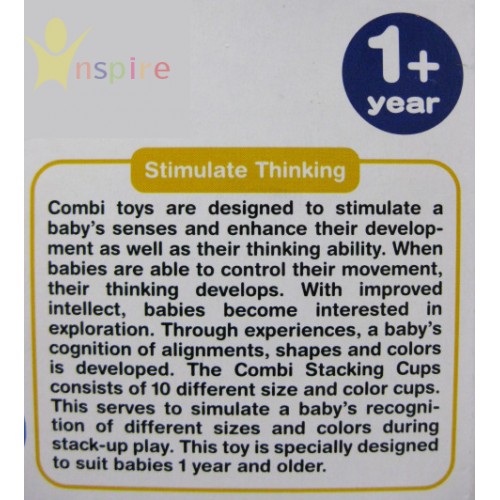 Inspire
1+
year
Stimulate Thinking
Combi toys are designed to stimulate a
baby's senses and enhance their develop-
ment as well as their thinking ability. When
babies are able to control their movement,
their thinking develops. With improved
intellect, babies become interested in
exploration. Through experiences, a baby's
cognition of alignments, shapes and colors
is developed. The Combi Stacking Cups
consists of 10 different size and color cups.
This serves to simulate a baby's recogni-
tion of different sizes and colors during
stack-up play. This toy is specially designed
to suit babies 1 year and older.